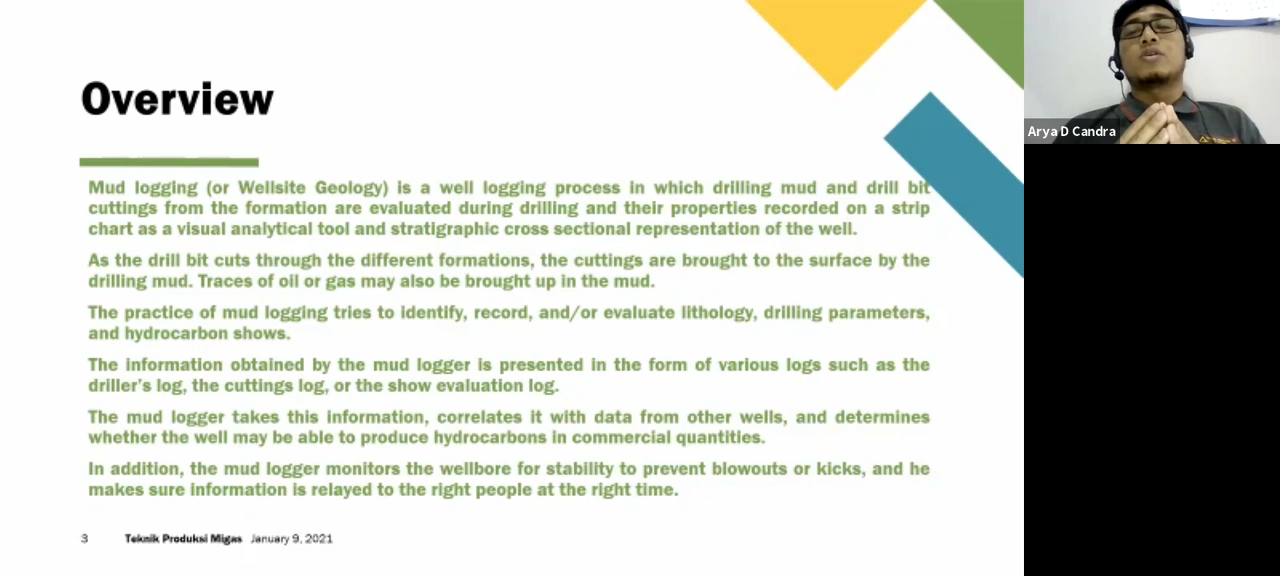 Overview
Mud logging (or Wellsite Geology) is a well logging process in which drilling mud and drill bit
cuttings from the formation are evaluated during drilling and their properties recorded on a strip
chart as a visual analytical tool and stratigraphic cross sectional representation of the well.
As the drill bit cuts through the different formations, the cuttings are brought to the surface by the
drilling mud. Traces of oil or gas may also be brought up in the mud.
The practice of mud logging tries to identify, record, and/or evaluate lithology, drilling parameters,
and hydrocarbon shows.
The information obtained by the mud logger is presented in the form of various logs such as the
driller's log, the cuttings log, or the show evaluation log.
The mud logger takes this information, correlates it with data from other wells, and determines
whether the well may be able to produce hydrocarbons in commercial quantities.
In addition, the mud logger monitors the wellbore for stability to prevent blowouts or kicks, and he
makes sure information is relayed to the right people at the right time.
3 Teknik Produksi Migas January 9, 2021
Arya D Candra